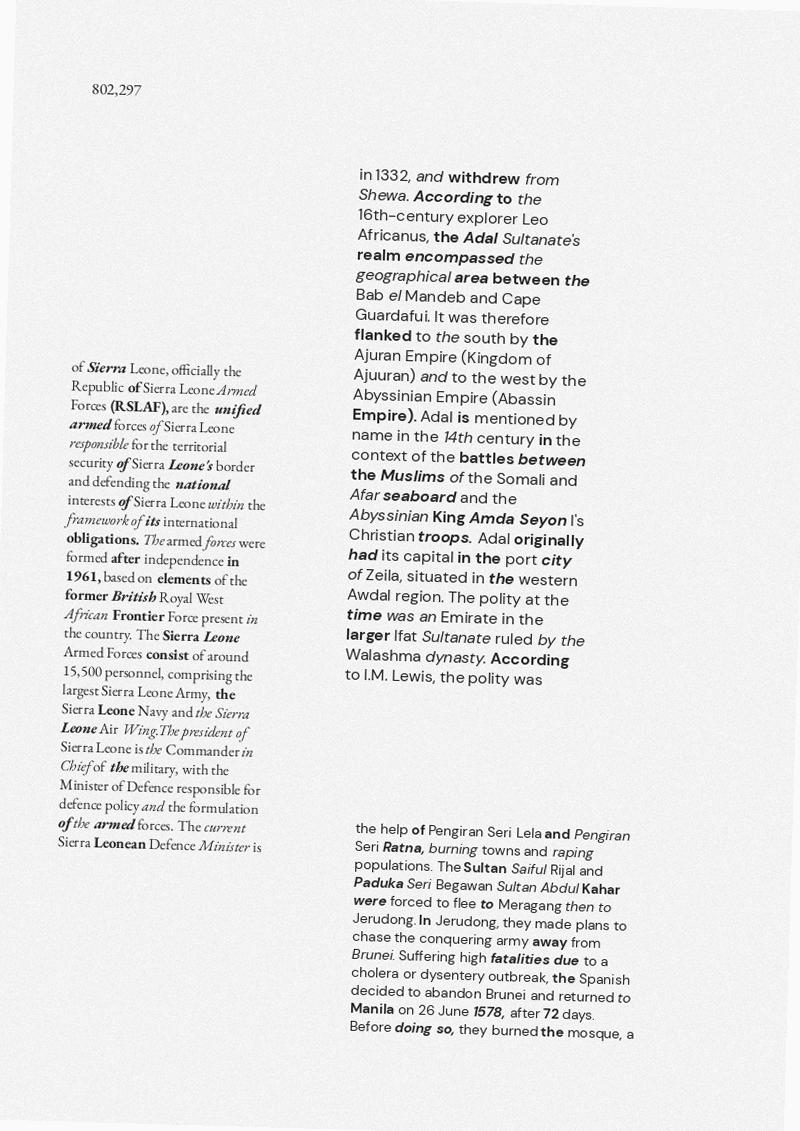 802,297
of Sierra Leone, officially the
Republic of Sierra Leone Armed
Forces (RSLAF), are the unified
armed forces of Sierra Leone
responsible for the territorial
security of Sierra Leone's border
and defending the national
interests of Sierra Leone within the
framework of its international
obligations. The armed forces were
formed after independence in
1961, based on elements of the
former British Royal West
African Frontier Force present in
the country. The Sierra Leone
Armed Forces consist of around
15,500 personnel, comprising the
largest Sierra Leone Army, the
Sierra Leone Navy and the Sierra
Leone Air Wing.The president of
Sierra Leone is the Commander in
Chief of the military, with the
Minister of Defence responsible for
defence policy and the formulation
of the armed forces. The current
Sierra Leonean Defence Minister is
in 1332, and withdrew from
Shewa. According to the
16th-century explorer Leo
Africanus, the Adal Sultanate's
realm encompassed the
geographical area between the
Bab el Mandeb and Cape
Guardafui. It was therefore
flanked to the south by the
Ajuran Empire (Kingdom of
Ajuuran) and to the west by the
Abyssinian Empire (Abassin
Empire). Adal is mentioned by
name in the 14th century in the
context of the battles between
the Muslims of the Somali and
Afar seaboard and the
Abyssinian King Amda Seyon I's
Christian troops. Adal originally
had its capital in the port city
of Zeila, situated in the western
Awdal region. The polity at the
time was an Emirate in the
larger Ifat Sultanate ruled by the
Walashma dynasty. According
to I.M. Lewis, the polity was
the help of Pengiran Seri Lela and Pengiran
Seri Ratna, burning towns and raping
populations. The Sultan Saiful Rijal and
Paduka Seri Begawan Sultan Abdul Kahar
were forced to flee to Meragang then to
Jerudong. In Jerudong, they made plans to
chase the conquering army away from
Brunei. Suffering high fatalities due to a
cholera or dysentery outbreak, the Spanish
decided to abandon Brunei and returned to
Manila on 26 June 1578, after 72 days.
Before doing so, they burned the mosque, a